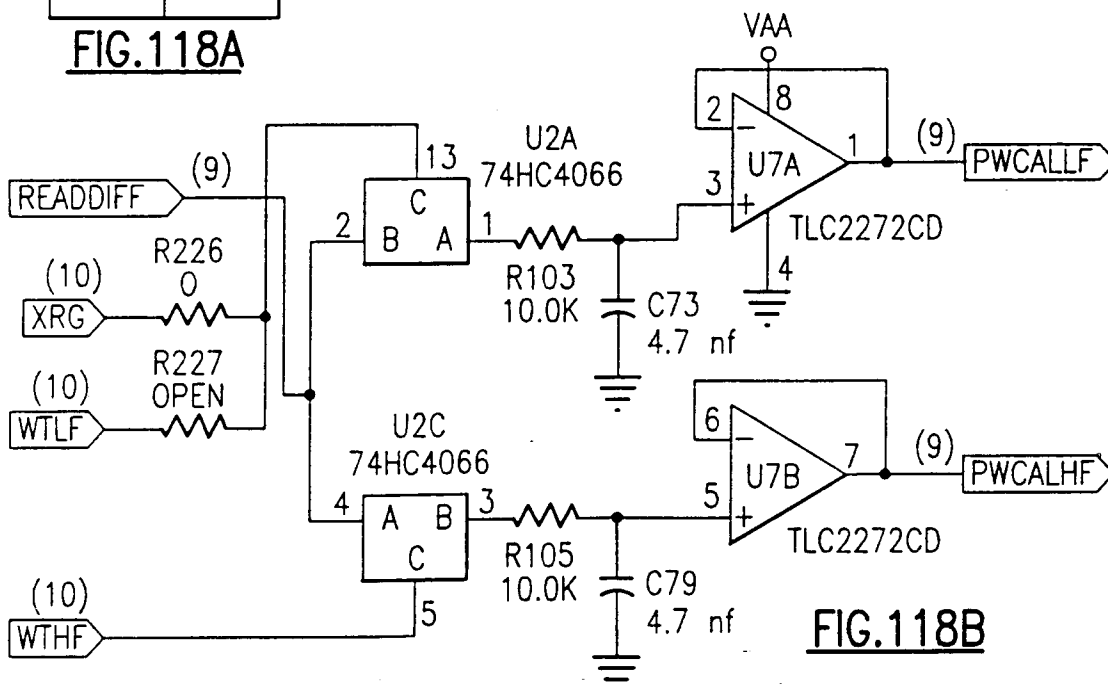 FIG.118A
VAA
8
2
−
U7A
1
(9)
PWCALLF
3
+
TLC2272CD
4
U2A
74HC4066
13
C
READDIFF
(9)
2
B
A
1
R103
10.0K
C73
4.7 nf
(10)
R226
0
XRG
(10)
R227
OPEN
WTLF
U2C
74HC4066
4
A
B
3
C
5
R105
10.0K
C79
4.7 nf
6
−
U7B
7
(9)
PWCALHF
5
+
TLC2272CD
(10)
WTHF
FIG.118B